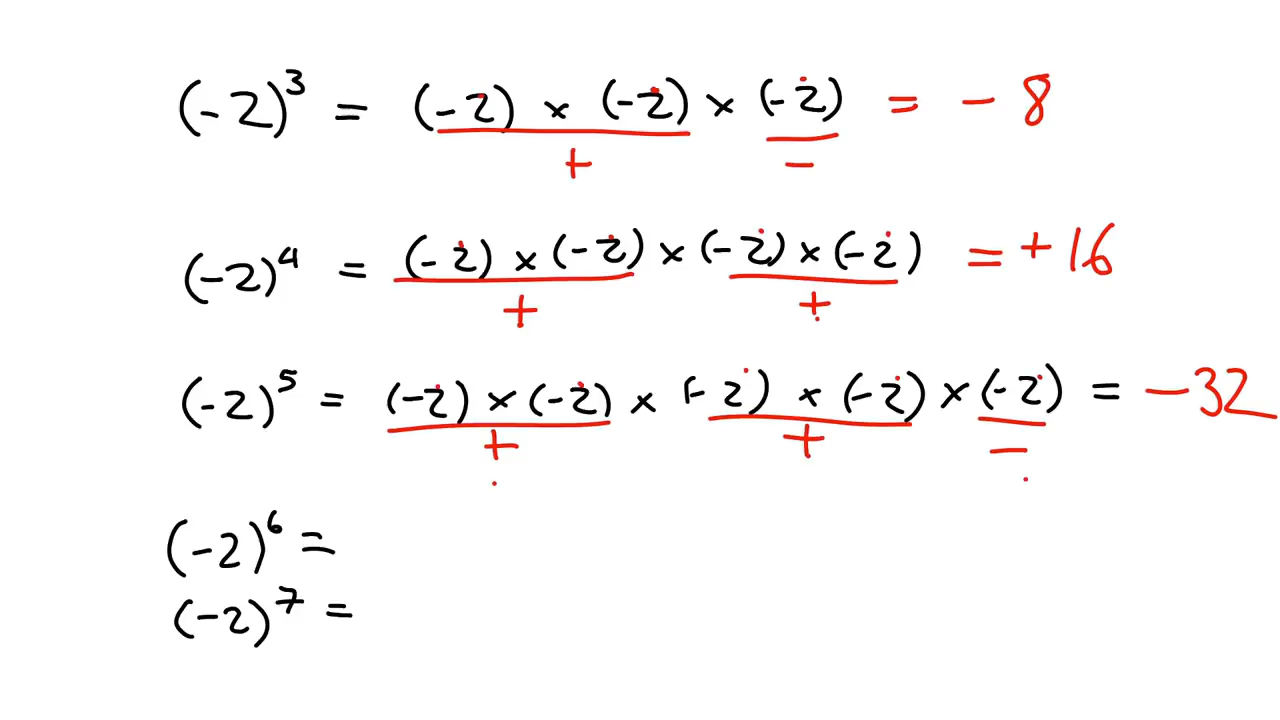 (-2)³ = (-2) × (-2) × (-2) = - 8
+ -
(-2)⁴ = (-2) × (-2) × (-2) × (-2) = +16
+ +
(-2)⁵ = (-2) × (-2) × (-2) × (-2) × (-2) = -32
+ + -
(-2)⁶ =
(-2)⁷ =